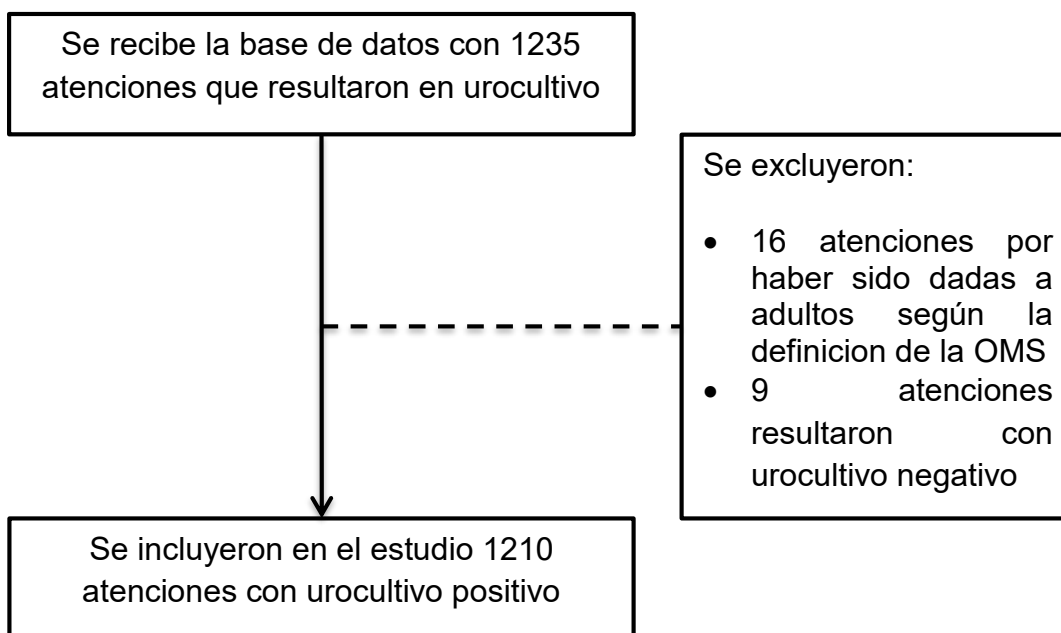 Se recibe la base de datos con 1235
atenciones que resultaron en urocultivo
Se excluyeron:
• 16 atenciones por
haber sido dadas a
adultos según la
definicion de la OMS
• 9 atenciones
resultaron con
urocultivo negativo
Se incluyeron en el estudio 1210
atenciones con urocultivo positivo